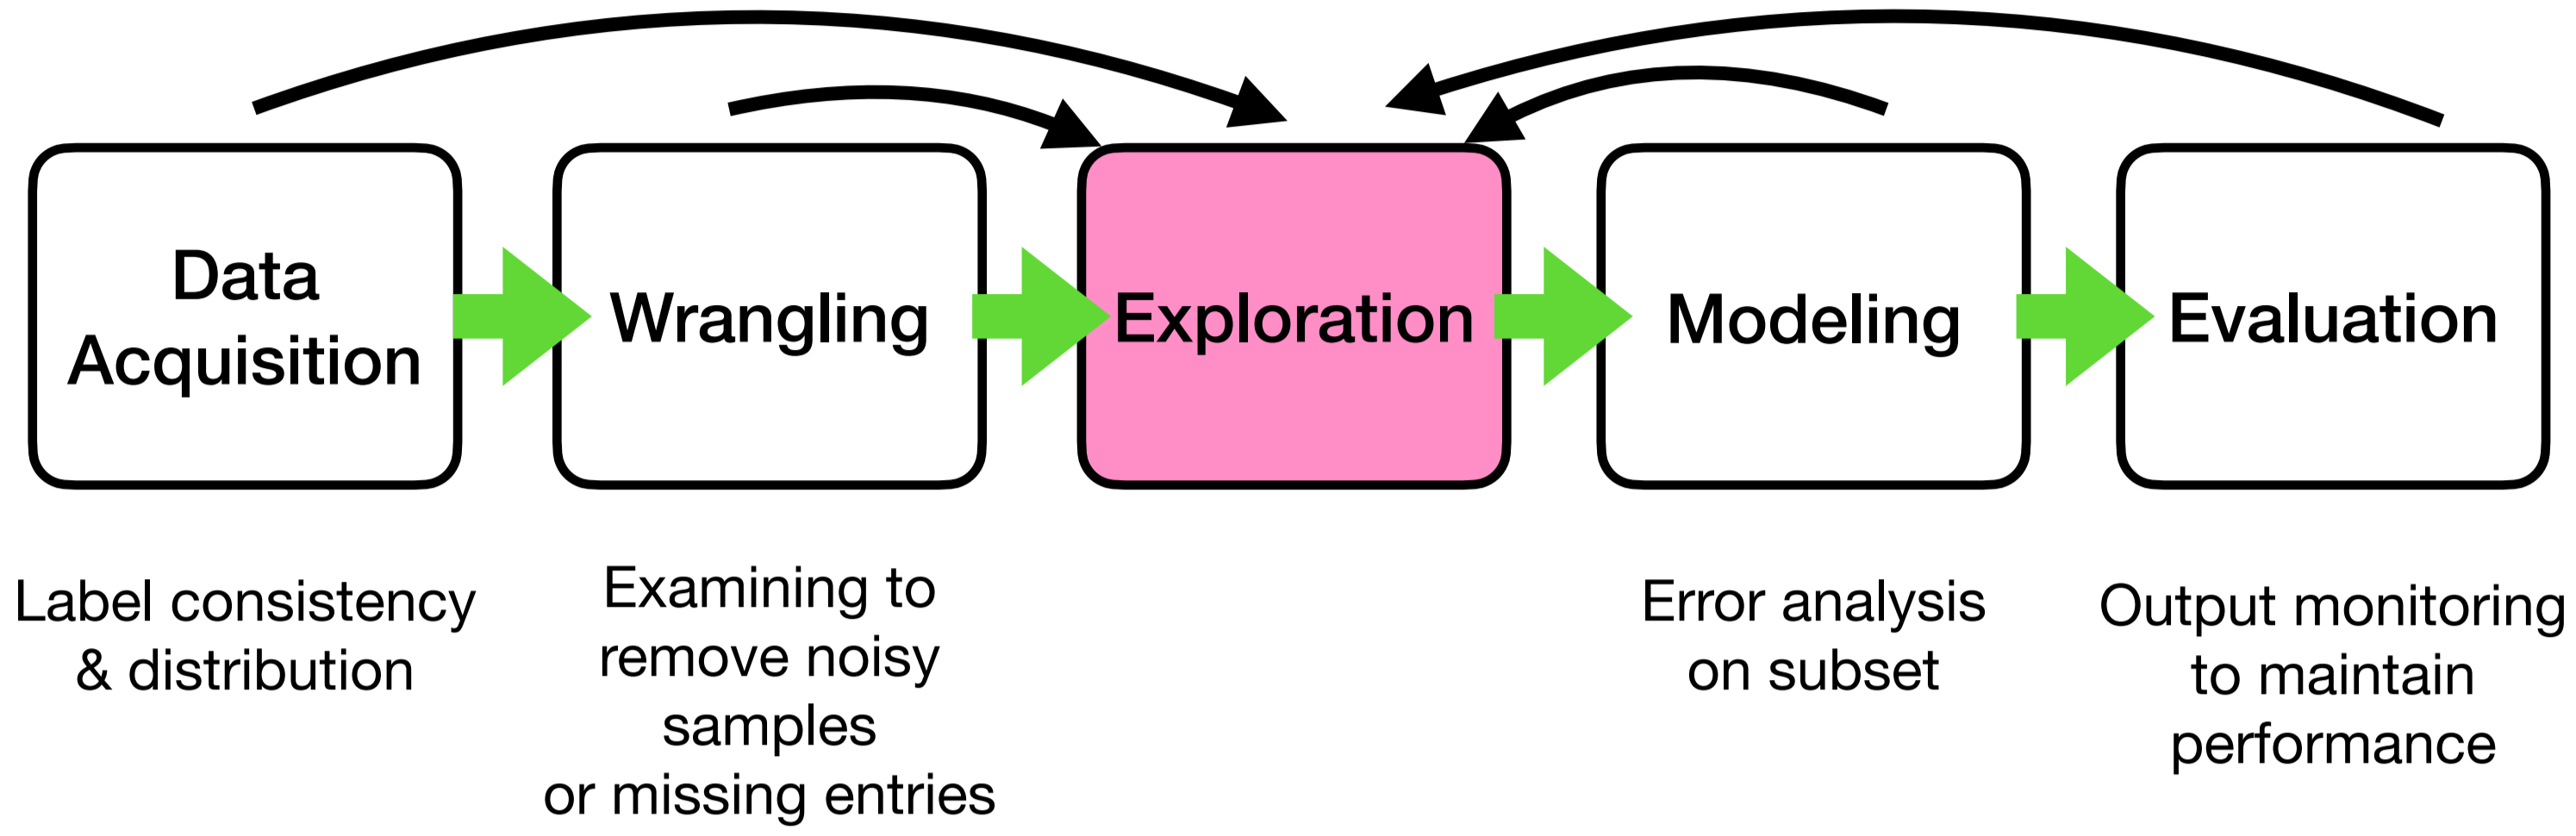 Data
Acquisition
Wrangling
Exploration
Modeling
Evaluation
Label consistency
& distribution
Examining to
remove noisy
samples
or missing entries
Error analysis
on subset
Output monitoring
to maintain
performance